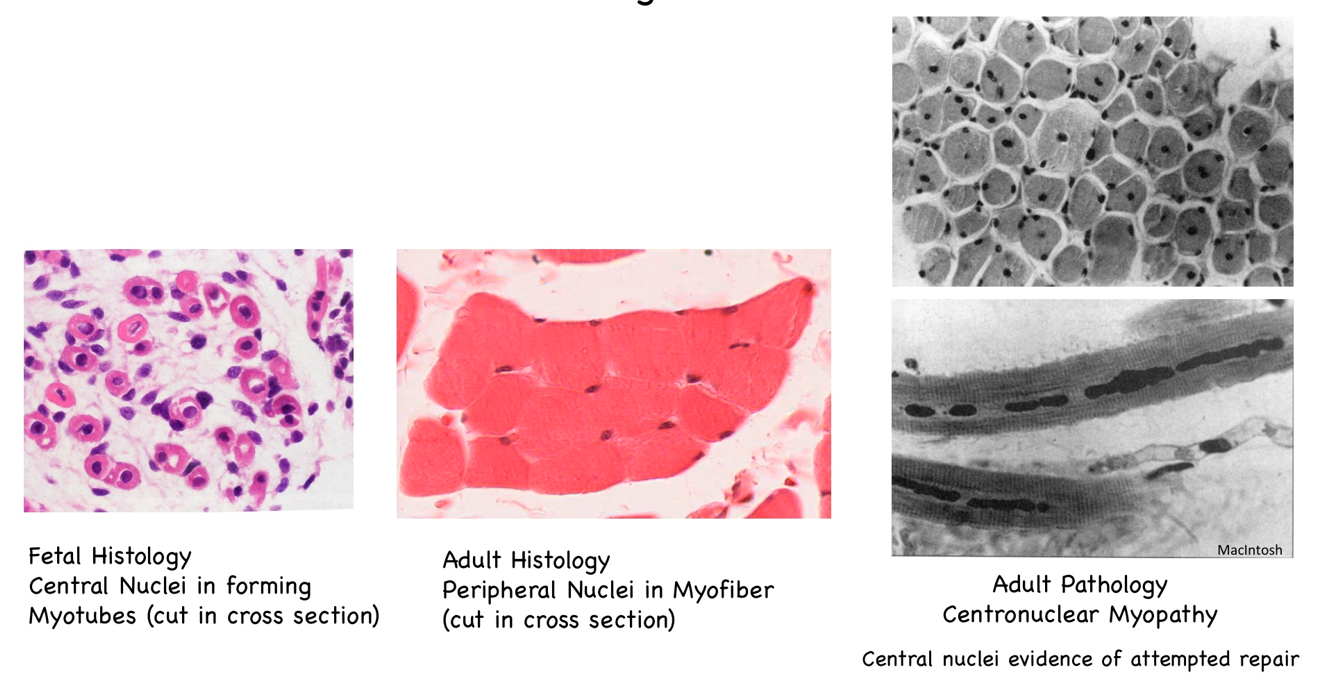 Fetal Histology
Central Nuclei in forming
Myotubes (cut in cross section)
Adult Histology
Peripheral Nuclei in Myofiber
(cut in cross section)
MacIntosh
Adult Pathology
Centronuclear Myopathy
Central nuclei evidence of attempted repair